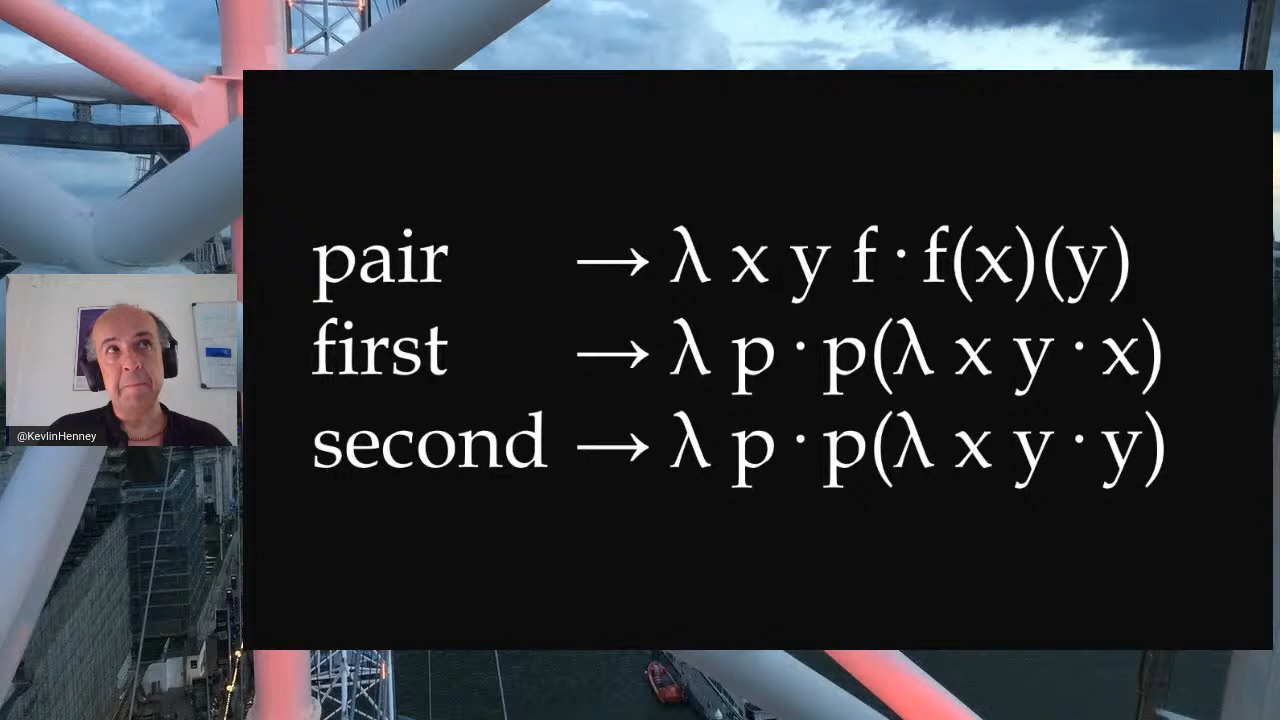 pair → λ x y f · f(x)(y)
first → λ p · p(λ x y · x)
second → λ p · p(λ x y · y)
@KevlinHenney